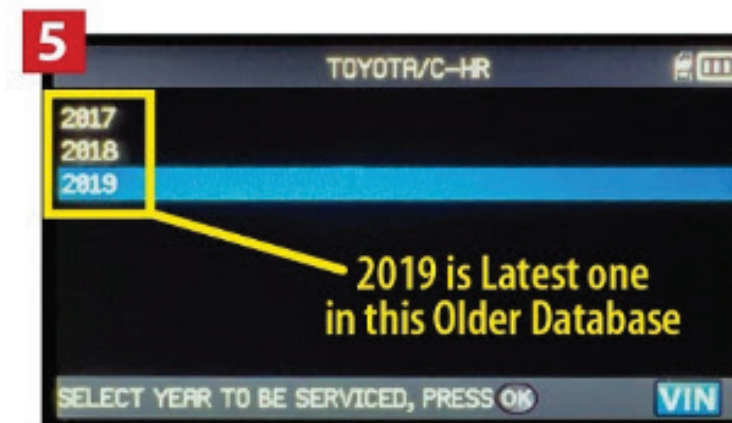 5
TOYOTA/C-HR
2017
2018
2019
2019 is Latest one
in this Older Database
SELECT YEAR TO BE SERVICED, PRESS OK
VIN